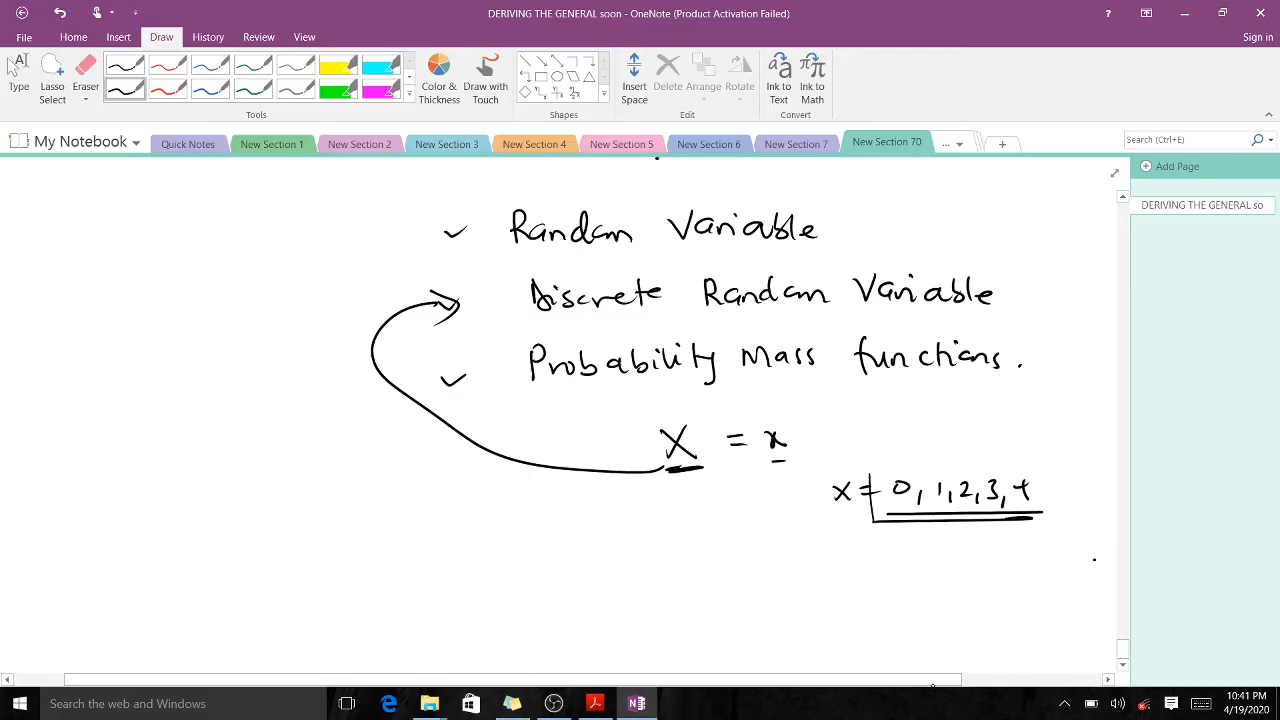 DERIVING THE GENERAL soon - OneNote (Product Activation Failed)
File Home Insert Draw History Review View Sign in
Type Lasso Select Eraser Color & Thickness Draw with Touch Insert Space Delete Arrange Rotate Ink to Text Ink to Math
Tools Shapes Edit Convert
My Notebook Quick Notes New Section 1 New Section 2 New Section 3 New Section 4 New Section 5 New Section 6 New Section 7 New Section 70 ... + Search (Ctrl+E)
Add Page
DERIVING THE GENERAL so
Random Variable
Discrete Random Variable
Probability Mass functions.
X = x
x = 0, 1, 2, 3, 4
Search the web and Windows
10:41 PM
4/19/2020